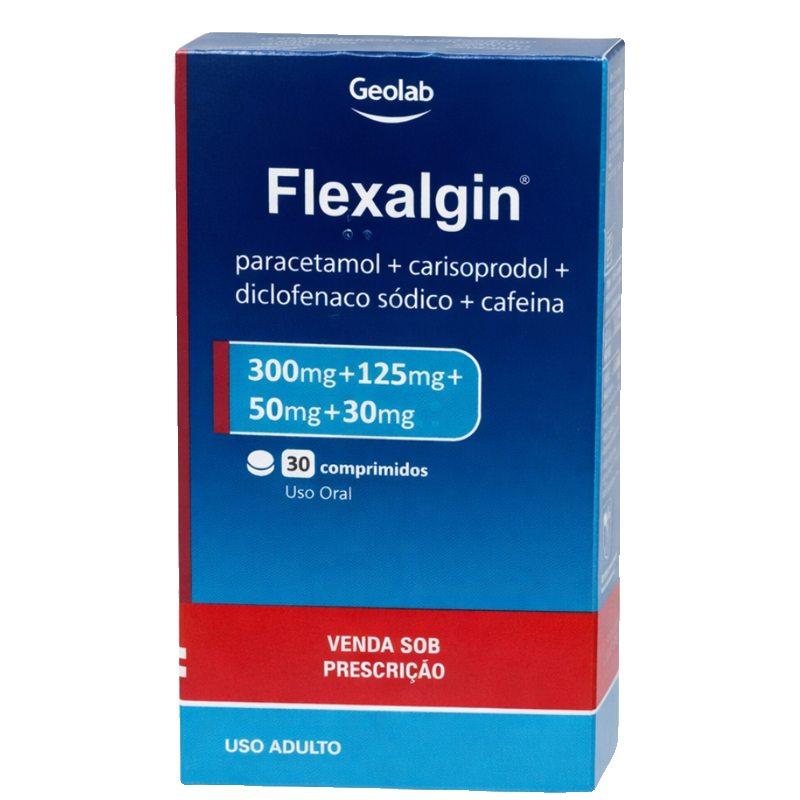 Geolab
Flexalgin®
paracetamol + carisoprodol +
diclofenaco sódico + cafeina
300mg+125mg+
50mg+30mg
30 comprimidos
Uso Oral
VENDA SOB
PRESCRIÇÃO
USO ADULTO